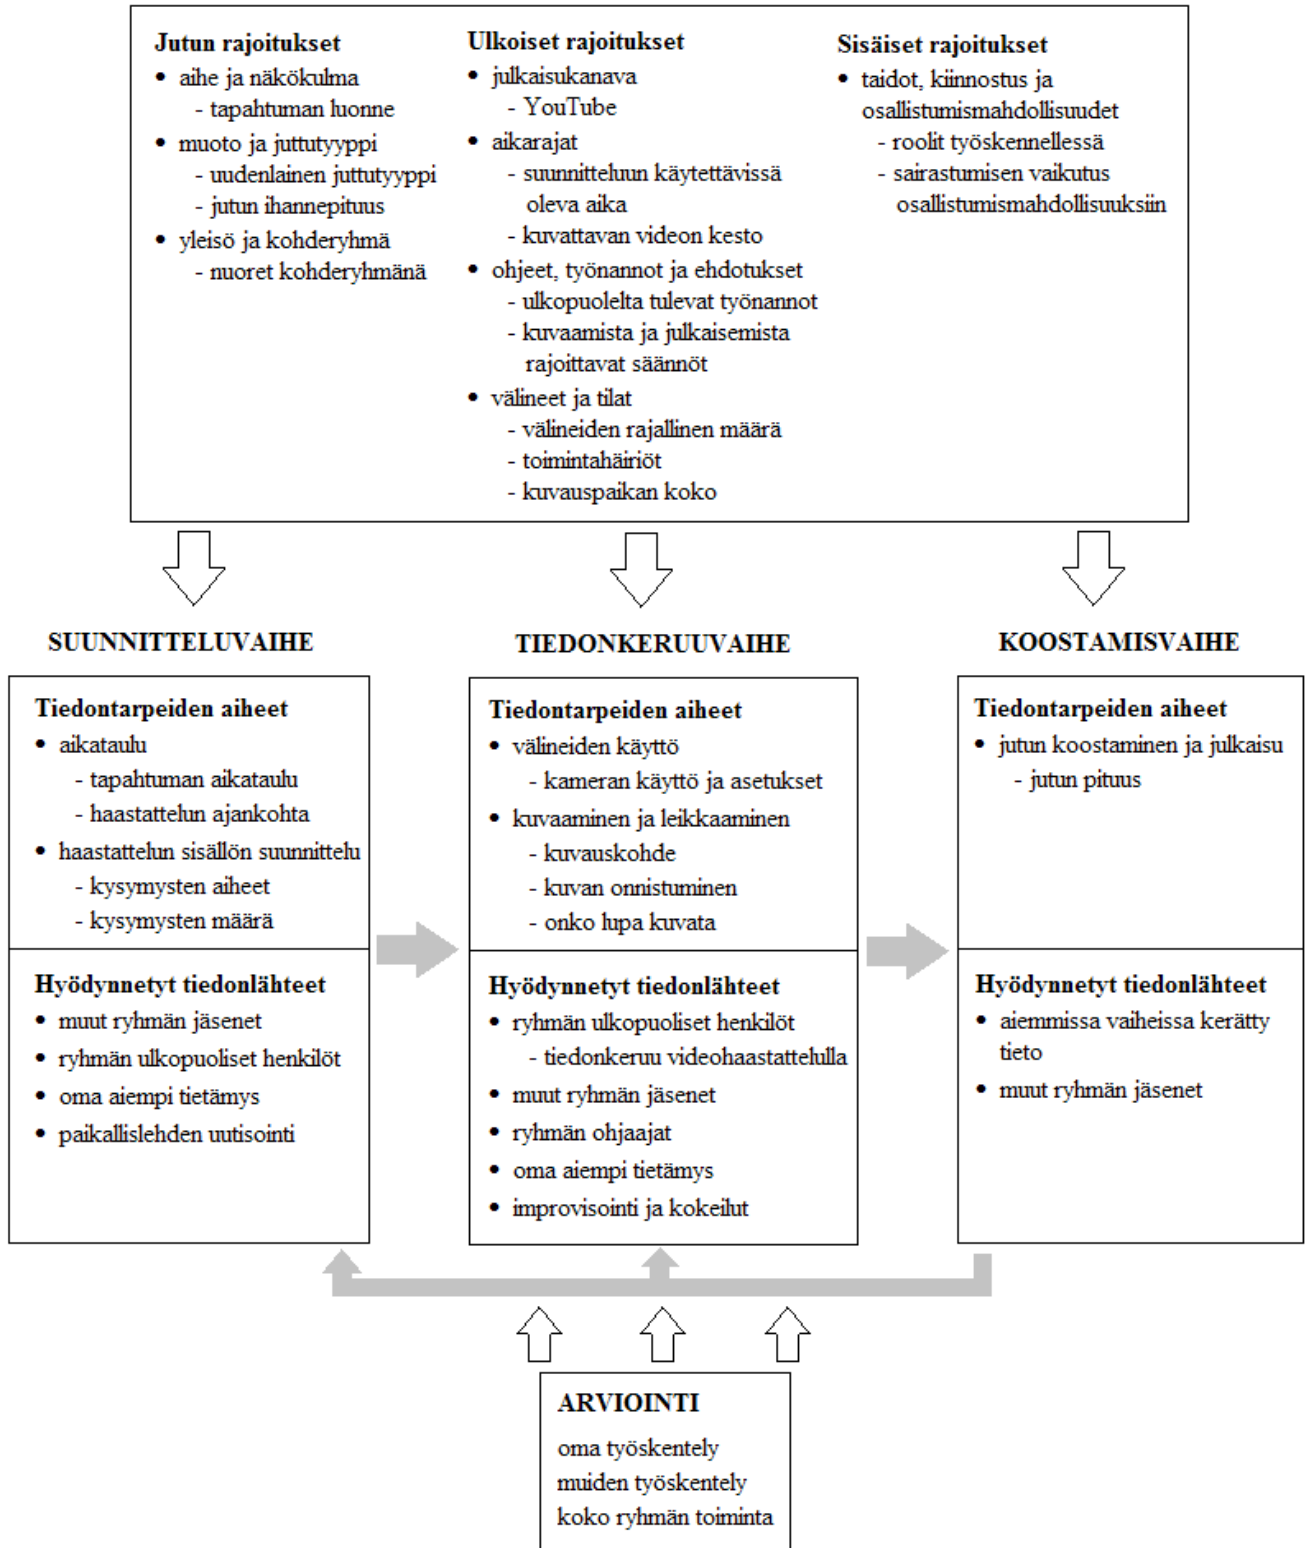 Jutun rajoitukset
• aihe ja näkökulma
- tapahtuman luonne
• muoto ja juttutyyppi
- uudenlainen juttutyyppi
- jutun ihannepituus
• yleisö ja kohderyhmä
- nuoret kohderyhmänä
Ulkoiset rajoitukset
• julkaisukanava
- YouTube
• aikarajat
- suunnitteluun käytettävissä
oleva aika
- kuvattavan videon kesto
• ohjeet, työnannot ja ehdotukset
- ulkopuolelta tulevat työnannot
- kuvaamista ja julkaisemista
rajoittavat säännöt
• välineet ja tilat
- välineiden rajallinen määrä
- toimintahäiriöt
- kuvauspaikan koko
Sisäiset rajoitukset
• taidot, kiinnostus ja
osallistumismahdollisuudet
- roolit työskennellessä
- sairastumisen vaikutus
osallistumismahdollisuuksiin
SUUNNITTELUVAIHE
Tiedontarpeiden aiheet
• aikataulu
- tapahtuman aikataulu
- haastattelun ajankohta
• haastattelun sisällön suunnittelu
- kysymysten aiheet
- kysymysten määrä
Hyödynnetyt tiedonlähteet
• muut ryhmän jäsenet
• ryhmän ulkopuoliset henkilöt
• oma aiempi tietämys
• paikallislehden uutisointi
TIEDONKERUUVAIHE
Tiedontarpeiden aiheet
• välineiden käyttö
- kameran käyttö ja asetukset
• kuvaaminen ja leikkaaminen
- kuvauskohde
- kuvan onnistuminen
- onko lupa kuvata
Hyödynnetyt tiedonlähteet
• ryhmän ulkopuoliset henkilöt
- tiedonkeruu videohaastattelulla
• muut ryhmän jäsenet
• ryhmän ohjaajat
• oma aiempi tietämys
• improvisointi ja kokeilut
KOOSTAMISVAIHE
Tiedontarpeiden aiheet
• jutun koostaminen ja julkaisu
- jutun pituus
Hyödynnetyt tiedonlähteet
• aiemmissa vaiheissa kerätty
tieto
• muut ryhmän jäsenet
ARVIOINTI
oma työskentely
muiden työskentely
koko ryhmän toiminta